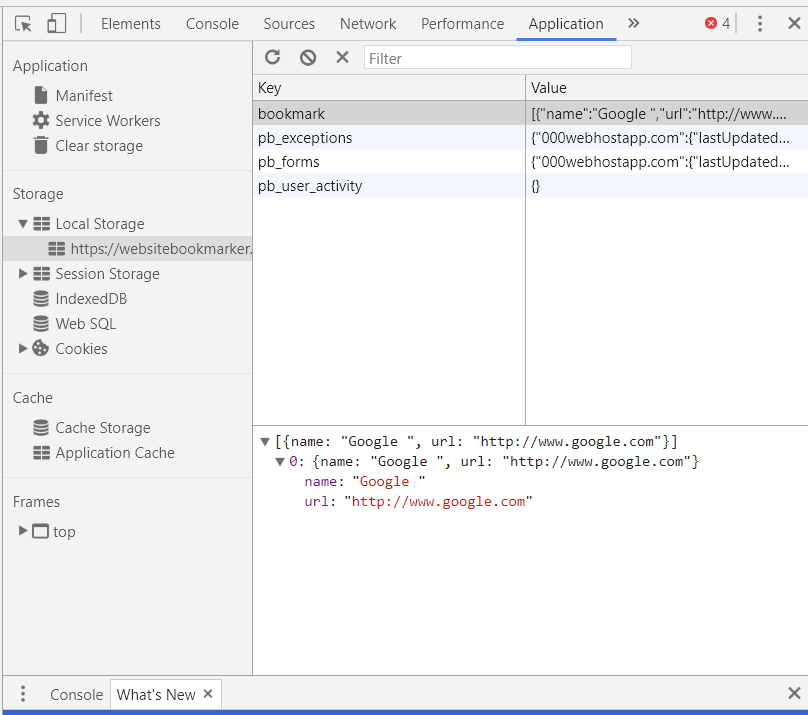 Elements Console Sources Network Performance Application » 4
Application
Manifest
Service Workers
Clear storage
Storage
Local Storage
https://websitebookmarker.
Session Storage
IndexedDB
Web SQL
Cookies
Cache
Cache Storage
Application Cache
Frames
top
Filter
Key Value
bookmark [{"name":"Google ","url":"http://www....
pb_exceptions {"000webhostapp.com":{"lastUpdated...
pb_forms {"000webhostapp.com":{"lastUpdated...
pb_user_activity {}
[{name: "Google ", url: "http://www.google.com"}]
0: {name: "Google ", url: "http://www.google.com"}
name: "Google "
url: "http://www.google.com"
Console What's New